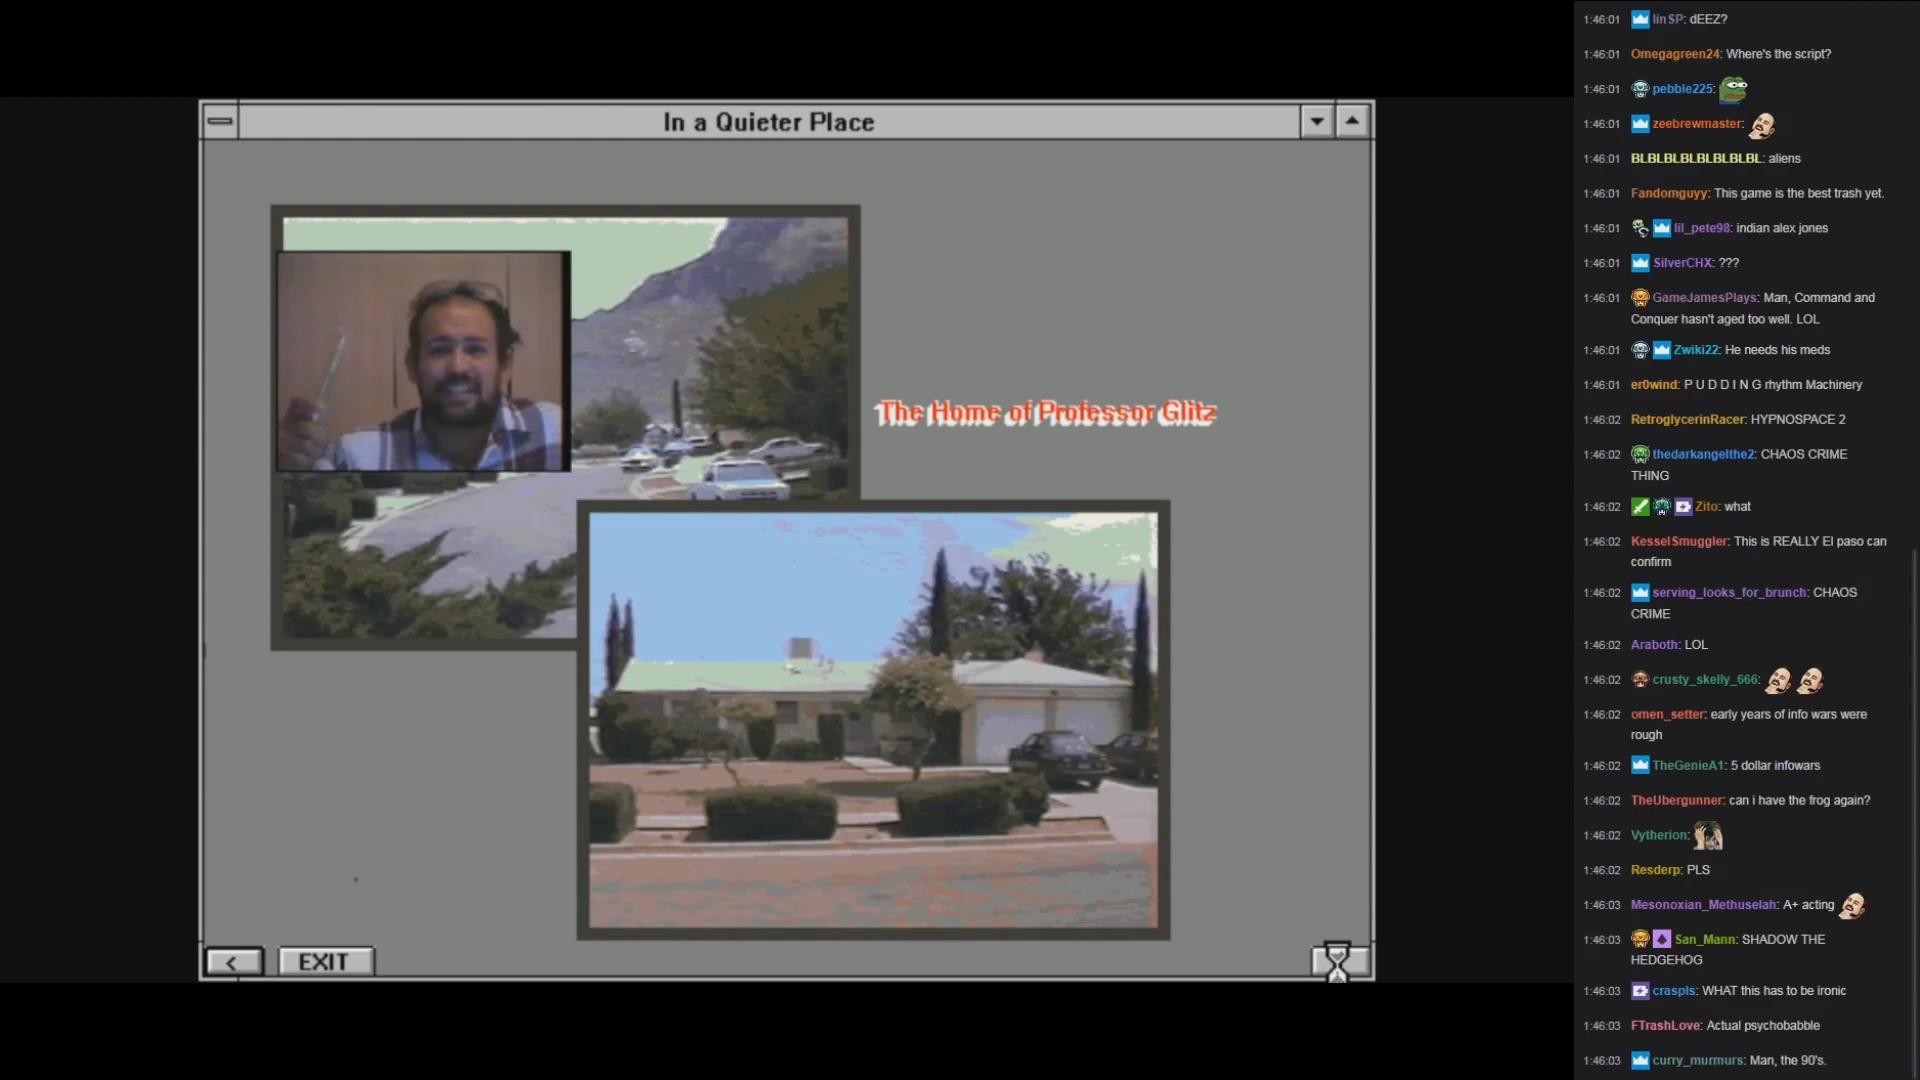 In a Quieter Place
The Home of Professor Glitz
<
EXIT
1:46:01 linSP: dEEZ?
1:46:01 Omegagreen24: Where's the script?
1:46:01 pebble225:
1:46:01 zeebrewmaster:
1:46:01 BLBLBLBLBLBLBLBL: aliens
1:46:01 Fandomguyy: This game is the best trash yet.
1:46:01 lil_pete98: indian alex jones
1:46:01 SilverCHX: ???
1:46:01 GameJamesPlays: Man, Command and
Conquer hasn't aged too well. LOL
1:46:01 Zwiki22: He needs his meds
1:46:01 er0wind: P U D D I N G rhythm Machinery
1:46:02 RetroglycerinRacer: HYPNOSPACE 2
1:46:02 thedarkangelthe2: CHAOS CRIME
THING
1:46:02 Zito: what
1:46:02 KesselSmuggler: This is REALLY El paso can
confirm
1:46:02 serving_looks_for_brunch: CHAOS
CRIME
1:46:02 Araboth: LOL
1:46:02 crusty_skelly_666:
1:46:02 omen_setter: early years of info wars were
rough
1:46:02 TheGenieA1: 5 dollar infowars
1:46:02 TheUbergunner: can i have the frog again?
1:46:02 Vytherion:
1:46:02 Resderp: PLS
1:46:03 Mesonoxian_Methuselah: A+ acting
1:46:03 San_Mann: SHADOW THE
HEDGEHOG
1:46:03 craspls: WHAT this has to be ironic
1:46:03 FTrashLove: Actual psychobabble
1:46:03 curry_murmurs: Man, the 90's.